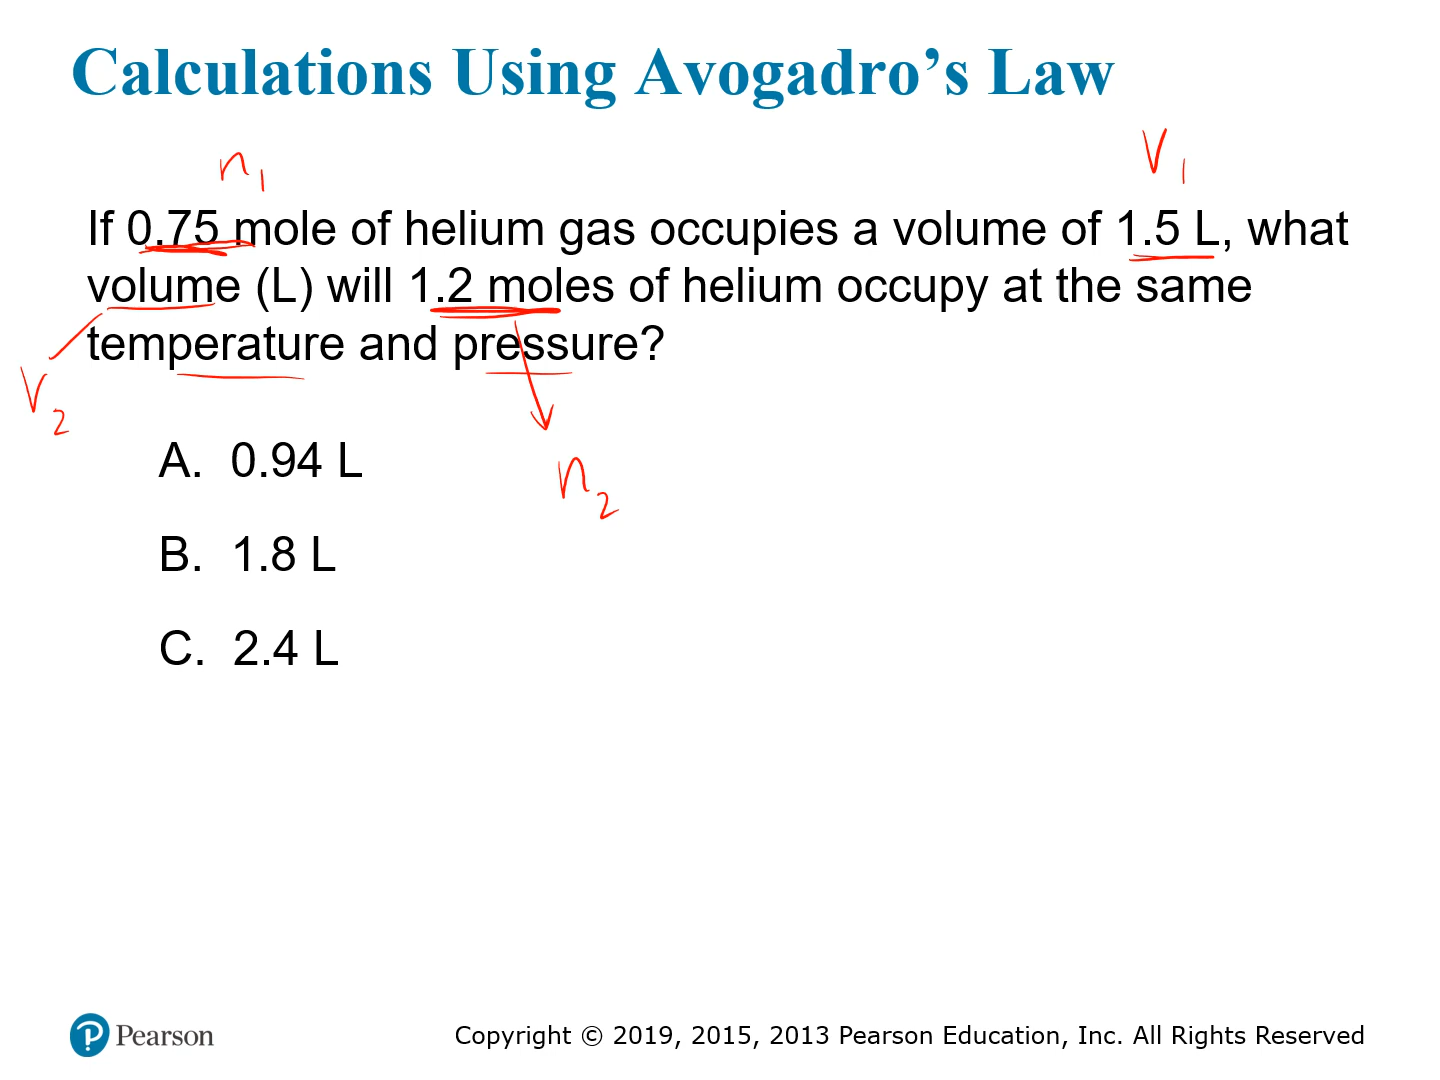 Calculations Using Avogadro’s Law
n1
V1
If 0.75 mole of helium gas occupies a volume of 1.5 L, what
volume (L) will 1.2 moles of helium occupy at the same
temperature and pressure?
V2
A. 0.94 L
n2
B. 1.8 L
C. 2.4 L
Pearson
Copyright © 2019, 2015, 2013 Pearson Education, Inc. All Rights Reserved